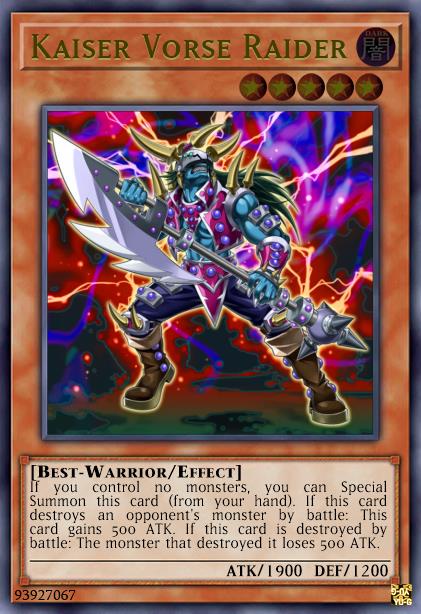 Kaiser Vorse Raider
DARK
闇
[Best-Warrior/Effect]
If you control no monsters, you can Special
Summon this card (from your hand). If this card
destroys an opponent's monster by battle: This
card gains 500 ATK. If this card is destroyed by
battle: The monster that destroyed it loses 500 ATK.
ATK/1900 DEF/1200
93927067